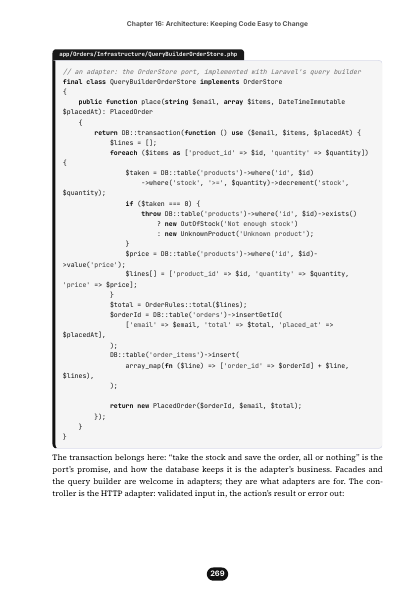 Chapter 16: Architecture: Keeping Code Easy to Change
app/Orders/Infrastructure/QueryBuilderOrderStore.php
// an adapter: the OrderStore port, implemented with Laravel's query builder
final class QueryBuilderOrderStore implements OrderStore
{
    public function place(string $email, array $items, DateTimeImmutable
$placedAt): PlacedOrder
    {
        return DB::transaction(function () use ($email, $items, $placedAt) {
            $lines = [];
            foreach ($items as ['product_id' => $id, 'quantity' => $quantity])
{
                $taken = DB::table('products')->where('id', $id)
                    ->where('stock', '>=', $quantity)->decrement('stock',
$quantity);
                if ($taken === 0) {
                    throw DB::table('products')->where('id', $id)->exists()
                        ? new OutOfStock('Not enough stock')
                        : new UnknownProduct('Unknown product');
                }
                $price = DB::table('products')->where('id', $id)-
>value('price');
                $lines[] = ['product_id' => $id, 'quantity' => $quantity,
'price' => $price];
            }
            $total = OrderRules::total($lines);
            $orderId = DB::table('orders')->insertGetId(
                ['email' => $email, 'total' => $total, 'placed_at' =>
$placedAt],
            );
            DB::table('order_items')->insert(
                array_map(fn ($line) => ['order_id' => $orderId] + $line,
$lines),
            );
            return new PlacedOrder($orderId, $email, $total);
        });
    }
}
The transaction belongs here: “take the stock and save the order, all or nothing” is the
port’s promise, and how the database keeps it is the adapter’s business. Facades and
the query builder are welcome in adapters; they are what adapters are for. The con-
troller is the HTTP adapter: validated input in, the action’s result or error out:
269